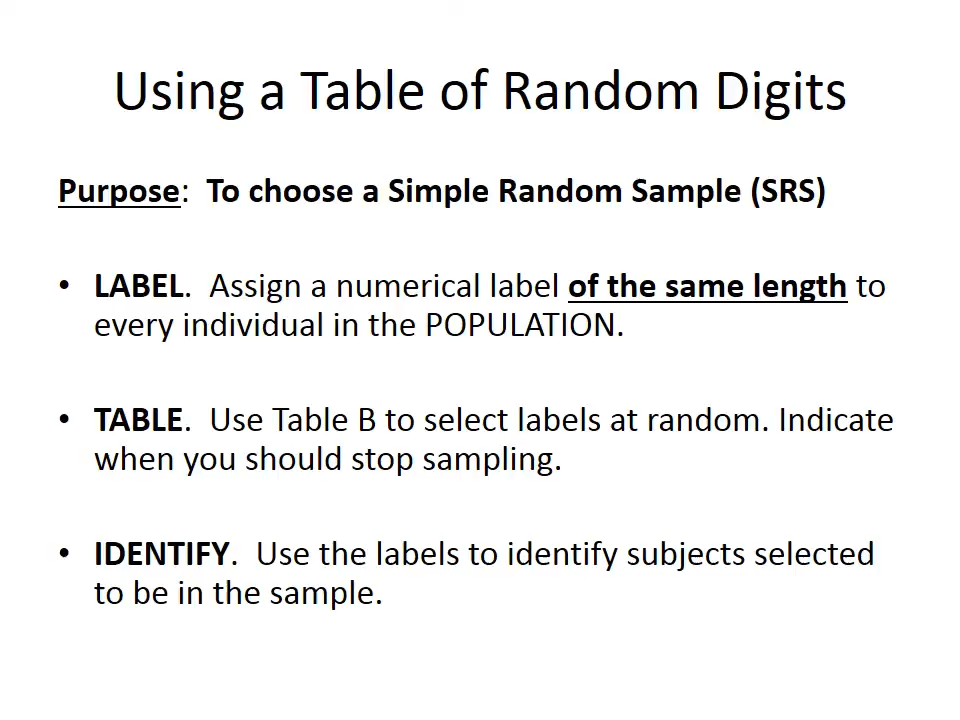 Using a Table of Random Digits
Purpose: To choose a Simple Random Sample (SRS)
• LABEL. Assign a numerical label of the same length to
every individual in the POPULATION.
• TABLE. Use Table B to select labels at random. Indicate
when you should stop sampling.
• IDENTIFY. Use the labels to identify subjects selected
to be in the sample.